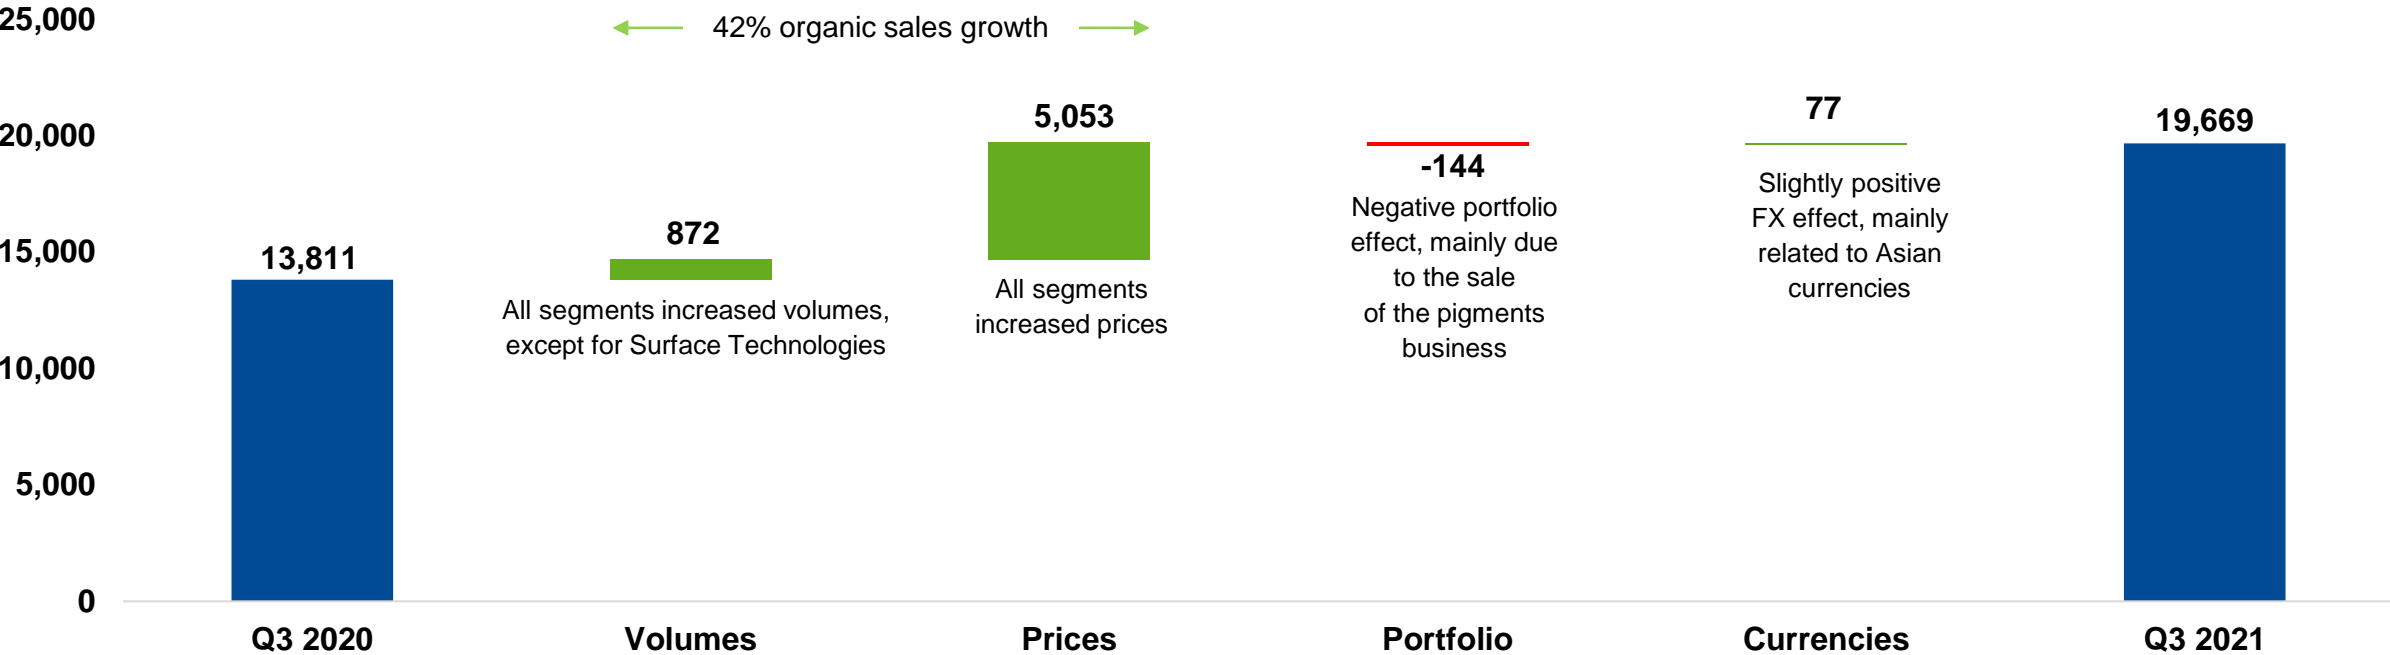 25,000
20,000
15,000
10,000
5,000
0
42% organic sales growth
13,811
872
All segments increased volumes,
except for Surface Technologies
5,053
All segments
increased prices
-144
Negative portfolio
effect, mainly due
to the sale
of the pigments
business
77
Slightly positive
FX effect, mainly
related to Asian
currencies
19,669
Q3 2020
Volumes
Prices
Portfolio
Currencies
Q3 2021